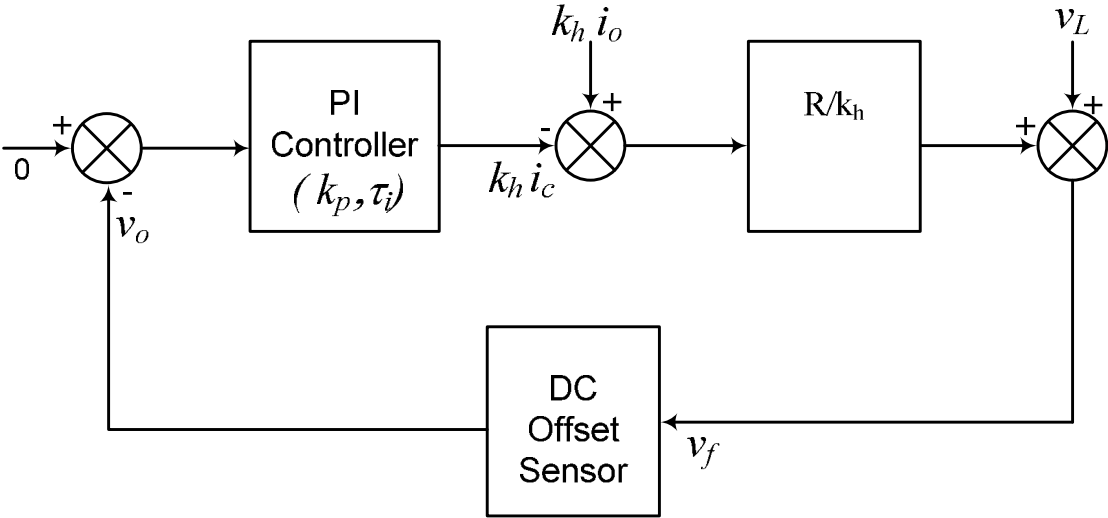 k_h i_o
v_L
+
0
-
v_o
PI
Controller
( k_p , τ_i)
-
k_h i_c
+
R/k_h
+
+
DC
Offset
Sensor
v_f